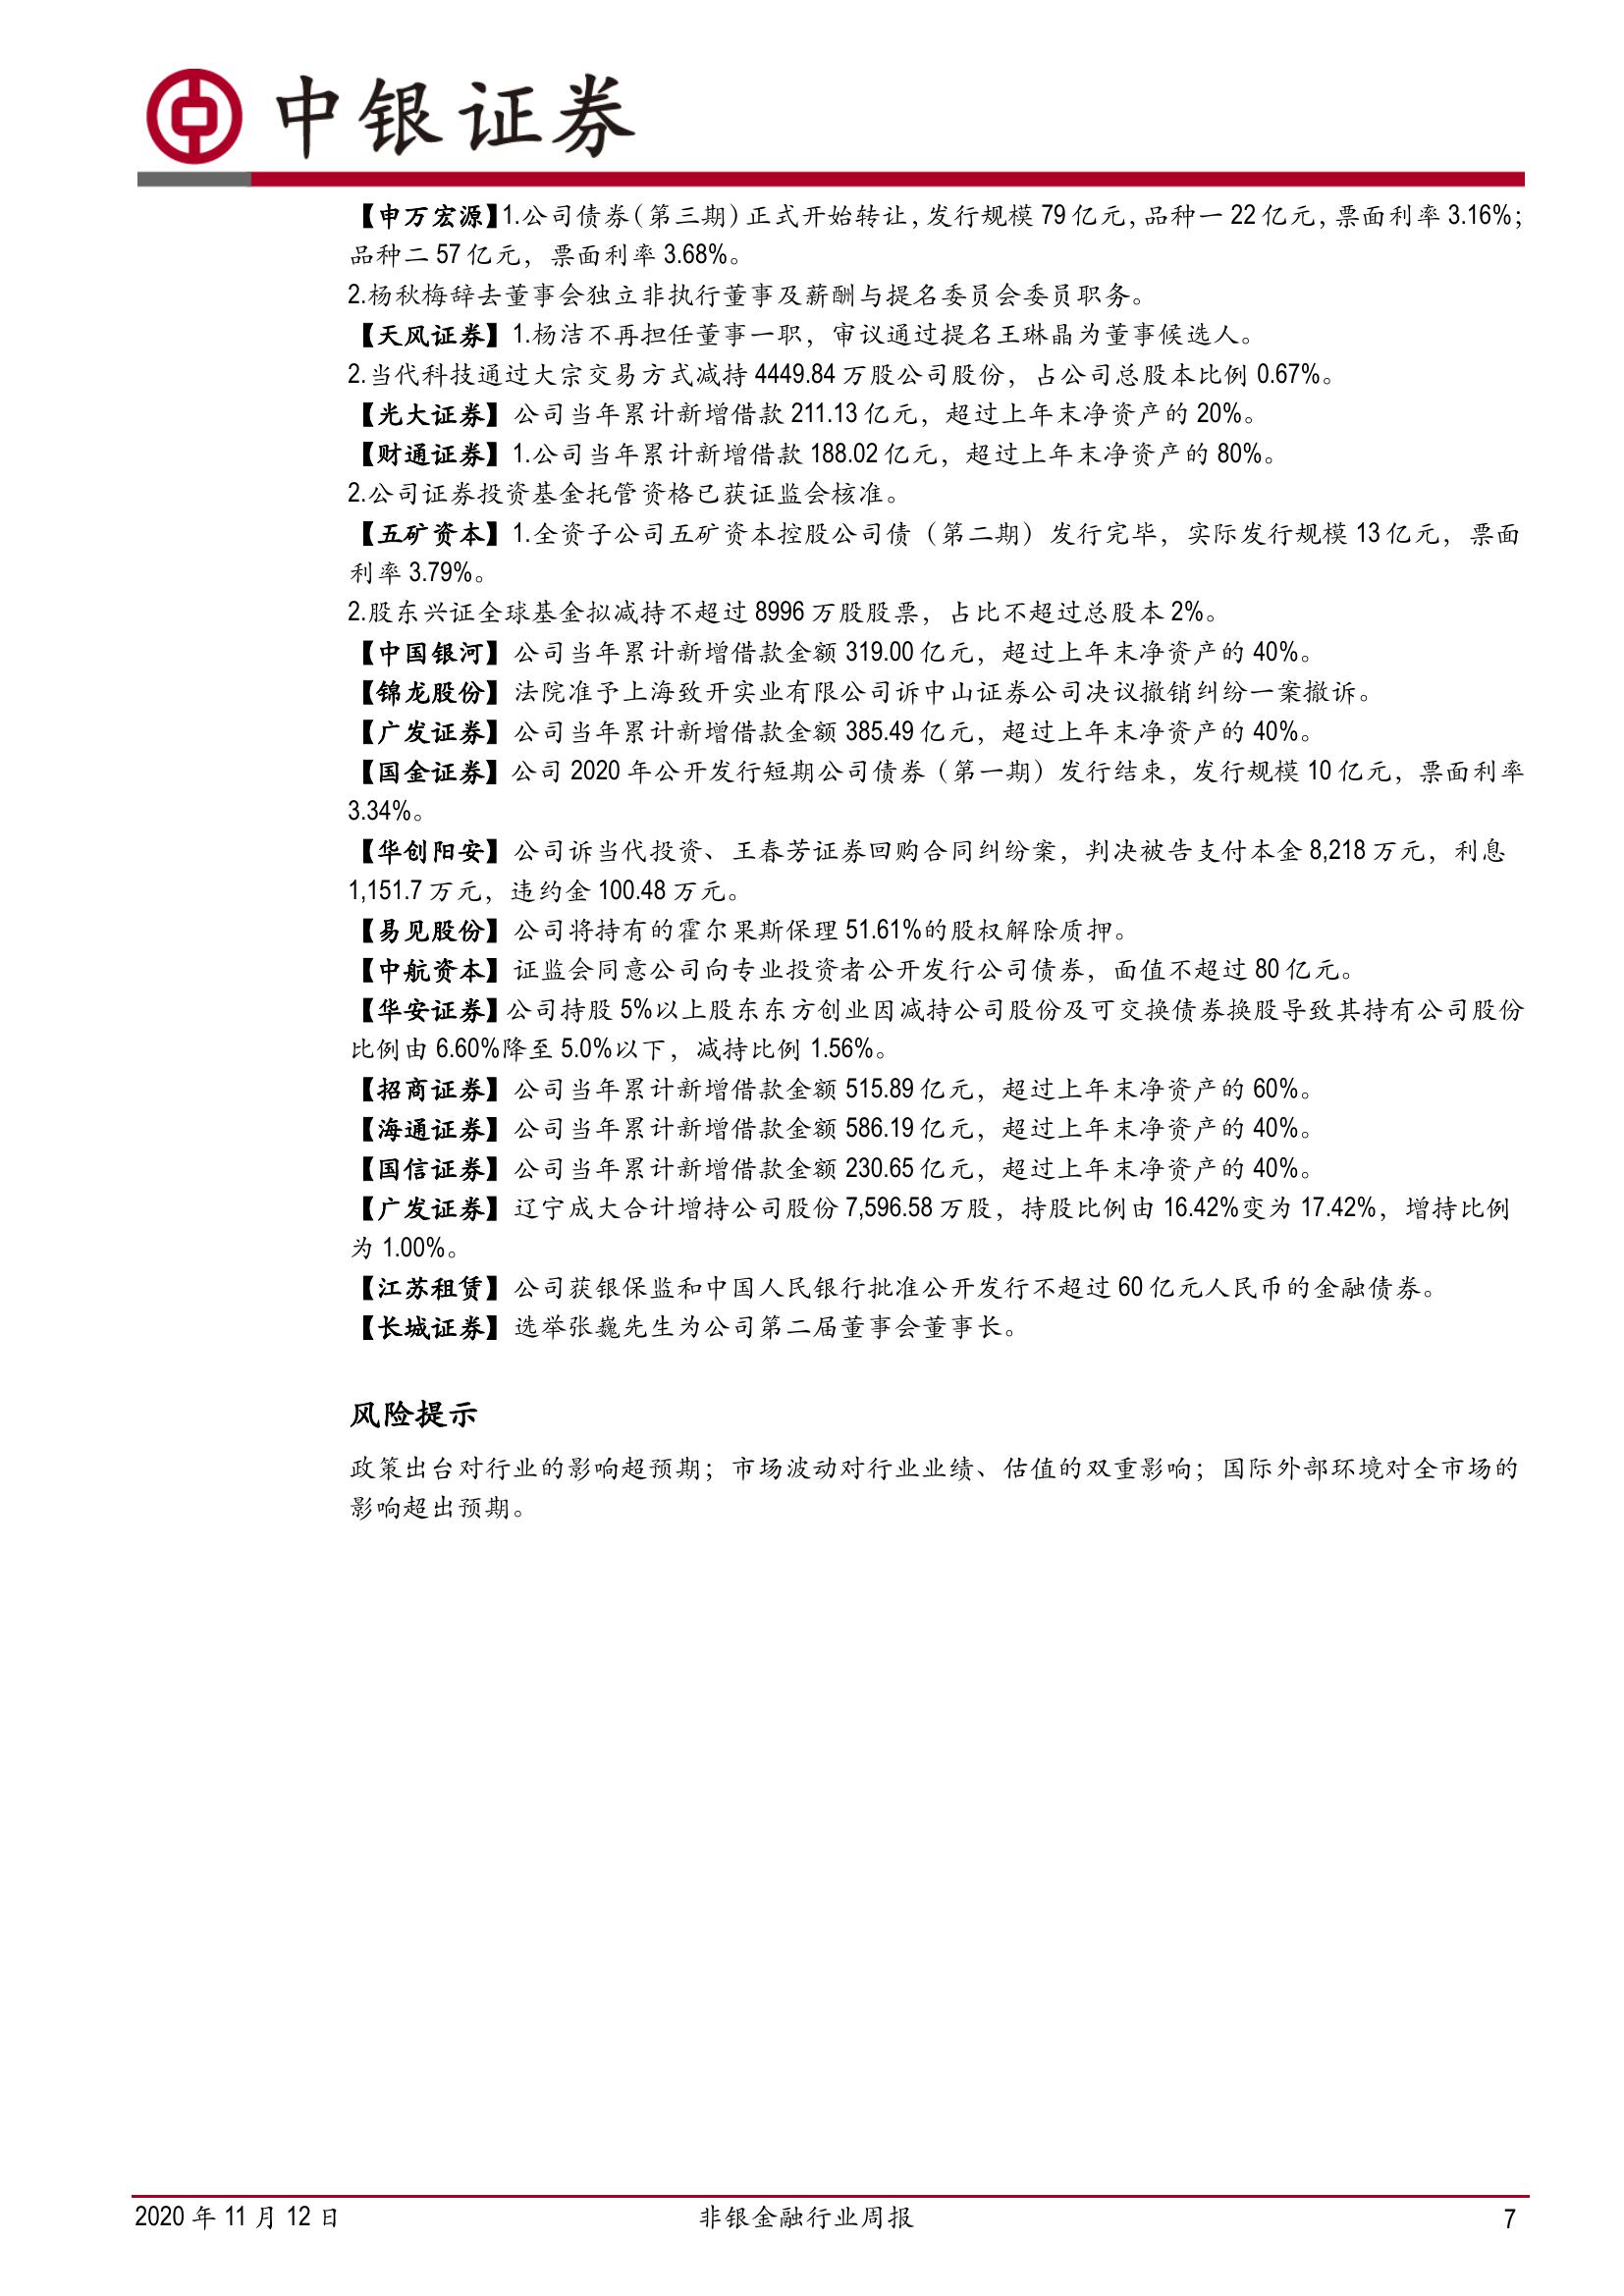 中银证券
【申万宏源】1.公司债券（第三期）正式开始转让，发行规模 79 亿元，品种一 22 亿元，票面利率 3.16%；
品种二 57 亿元，票面利率 3.68%。
2.杨秋梅辞去董事会独立非执行董事及薪酬与提名委员会委员职务。
【天风证券】1.杨洁不再担任董事一职，审议通过提名王琳晶为董事候选人。
2.当代科技通过大宗交易方式减持 4449.84 万股公司股份，占公司总股本比例 0.67%。
【光大证券】公司当年累计新增借款 211.13 亿元，超过上年末净资产的 20%。
【财通证券】1.公司当年累计新增借款 188.02 亿元，超过上年末净资产的 80%。
2.公司证券投资基金托管资格已获证监会核准。
【五矿资本】1.全资子公司五矿资本控股公司债（第二期）发行完毕，实际发行规模 13 亿元，票面
利率 3.79%。
2.股东兴证全球基金拟减持不超过 8996 万股股票，占比不超过总股本 2%。
【中国银河】公司当年累计新增借款金额 319.00 亿元，超过上年末净资产的 40%。
【锦龙股份】法院准予上海致开实业有限公司诉中山证券公司决议撤销纠纷一案撤诉。
【广发证券】公司当年累计新增借款金额 385.49 亿元，超过上年末净资产的 40%。
【国金证券】公司 2020 年公开发行短期公司债券（第一期）发行结束，发行规模 10 亿元，票面利率
3.34%。
【华创阳安】公司诉当代投资、王春芳证券回购合同纠纷案，判决被告支付本金 8,218 万元，利息
1,151.7 万元，违约金 100.48 万元。
【易见股份】公司将持有的霍尔果斯保理 51.61%的股权解除质押。
【中航资本】证监会同意公司向专业投资者公开发行公司债券，面值不超过 80 亿元。
【华安证券】公司持股 5%以上股东东方创业因减持公司股份及可交换债券换股导致其持有公司股份
比例由 6.60%降至 5.0%以下，减持比例 1.56%。
【招商证券】公司当年累计新增借款金额 515.89 亿元，超过上年末净资产的 60%。
【海通证券】公司当年累计新增借款金额 586.19 亿元，超过上年末净资产的 40%。
【国信证券】公司当年累计新增借款金额 230.65 亿元，超过上年末净资产的 40%。
【广发证券】辽宁成大合计增持公司股份 7,596.58 万股，持股比例由 16.42%变为 17.42%，增持比例
为 1.00%。
【江苏租赁】公司获银保监和中国人民银行批准公开发行不超过 60 亿元人民币的金融债券。
【长城证券】选举张巍先生为公司第二届董事会董事长。
风险提示
政策出台对行业的影响超预期；市场波动对行业业绩、估值的双重影响；国际外部环境对全市场的
影响超出预期。
2020 年 11 月 12 日 非银金融行业周报 7